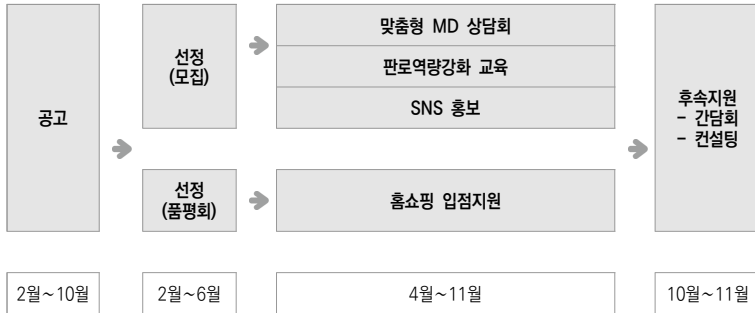 공고
선정
(모집)
맞춤형 MD 상담회
판로역량강화 교육
SNS 홍보
선정
(품평회)
홈쇼핑 입점지원
후속지원
- 간담회
- 컨설팅
2월~10월
2월~6월
4월~11월
10월~11월